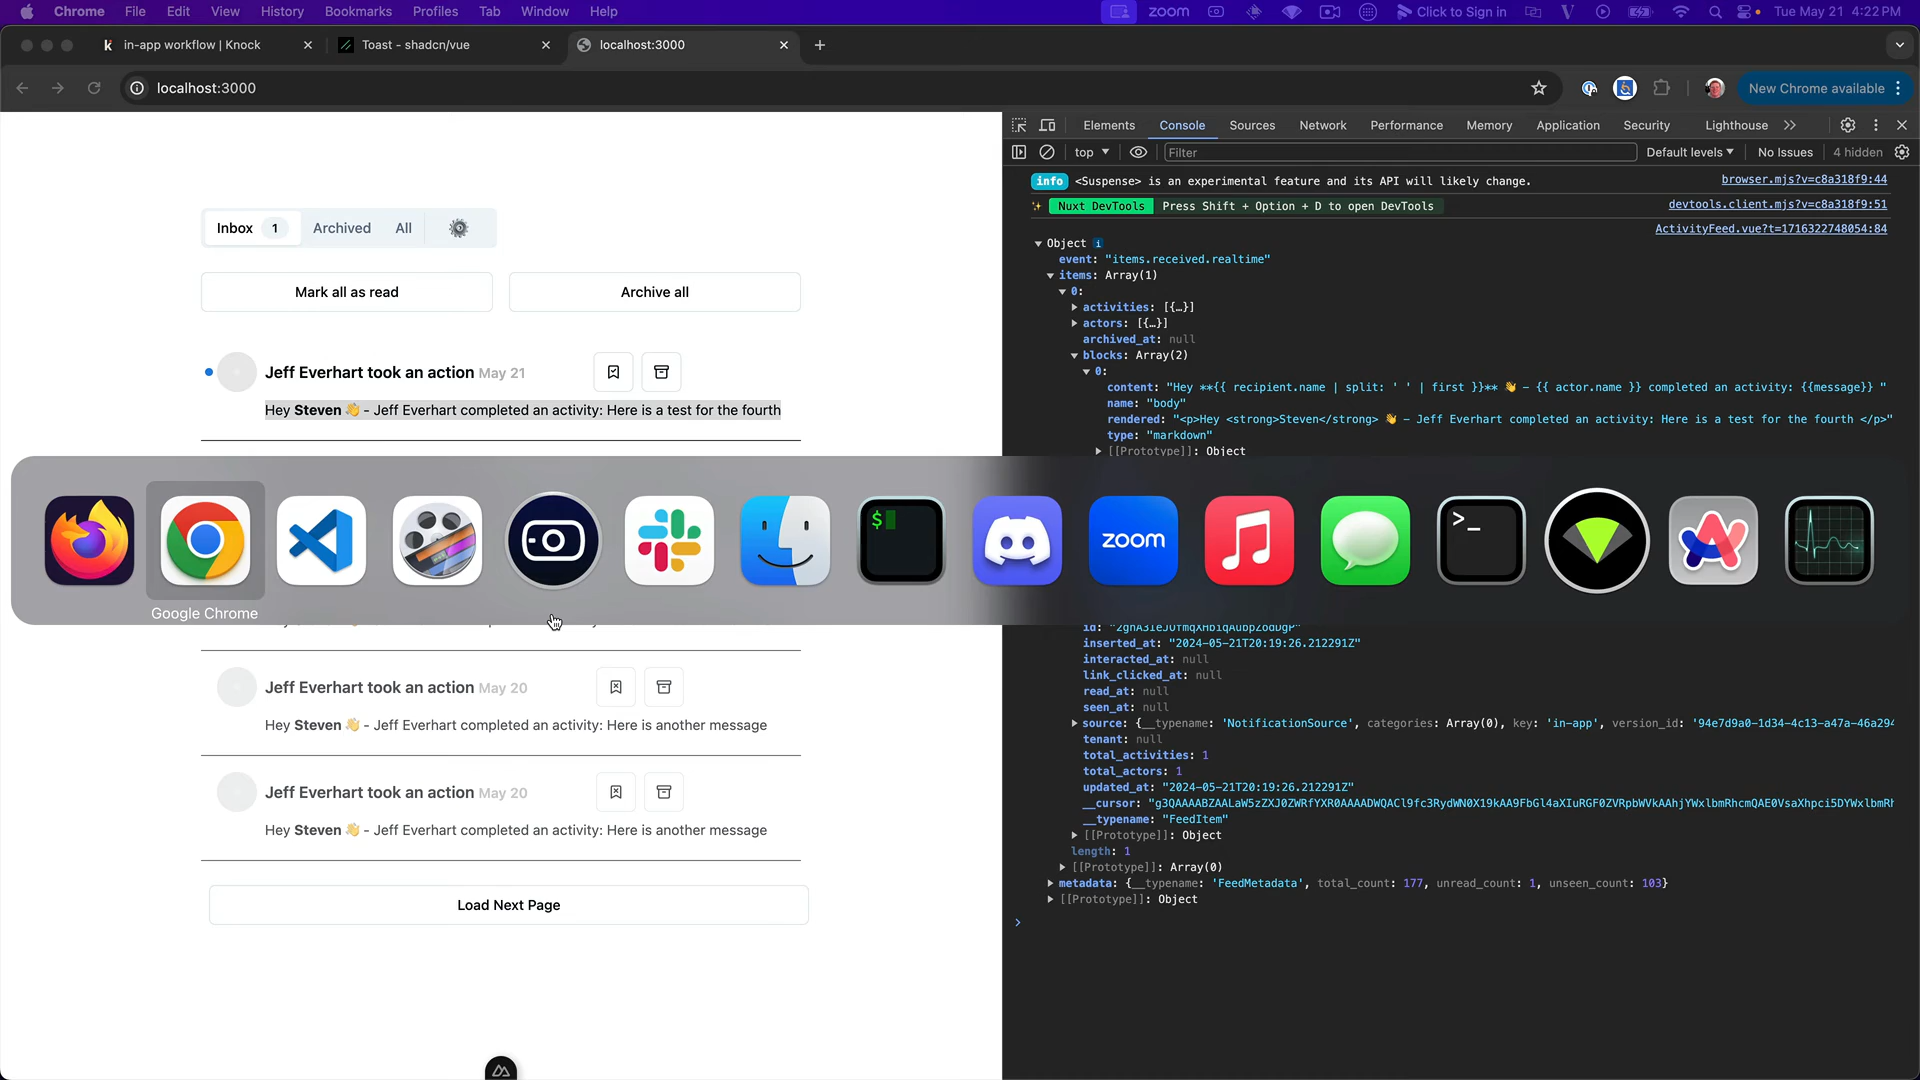 Chrome File Edit View History Bookmarks Profiles Tab Window Help zoom Click to Sign in Tue May 21 4:22 PM
in-app workflow | Knock
Toast - shadcn/vue
localhost:3000
localhost:3000
New Chrome available
Elements Console Sources Network Performance Memory Application Security Lighthouse
top Filter Default levels No Issues 4 hidden
Inbox 1 Archived All
Mark all as read
Archive all
Jeff Everhart took an action May 21
Hey Steven 👋 - Jeff Everhart completed an activity: Here is a test for the fourth
Google Chrome
$
zoom
>_
Jeff Everhart took an action May 20
Hey Steven 👋 - Jeff Everhart completed an activity: Here is another message
Jeff Everhart took an action May 20
Hey Steven 👋 - Jeff Everhart completed an activity: Here is another message
Load Next Page
info <Suspense> is an experimental feature and its API will likely change. browser.mjs?v=c8a318f9:44
Nuxt DevTools Press Shift + Option + D to open DevTools devtools.client.mjs?v=c8a318f9:51
ActivityFeed.vue?t=1716322748054:84
Object i
event: "items.received.realtime"
items: Array(1)
0:
activities: [{…}]
actors: [{…}]
archived_at: null
blocks: Array(2)
0:
content: "Hey **{{ recipient.name | split: ' ' | first }}** 👋 - {{ actor.name }} completed an activity: {{message}} "
name: "body"
rendered: "<p>Hey <strong>Steven</strong> 👋 – Jeff Everhart completed an activity: Here is a test for the fourth </p>"
type: "markdown"
[[Prototype]]: Object
inserted_at: "2024-05-21T20:19:26.212291Z"
interacted_at: null
link_clicked_at: null
read_at: null
seen_at: null
source: {__typename: 'NotificationSource', categories: Array(0), key: 'in-app', version_id: '94e7d9a0-1d34-4c13-a47a-46a294
tenant: null
total_activities: 1
total_actors: 1
updated_at: "2024-05-21T20:19:26.212291Z"
__cursor:
__typename: "FeedItem"
[[Prototype]]: Object
length: 1
[[Prototype]]: Array(0)
metadata: {__typename: 'FeedMetadata', total_count: 177, unread_count: 1, unseen_count: 103}
[[Prototype]]: Object